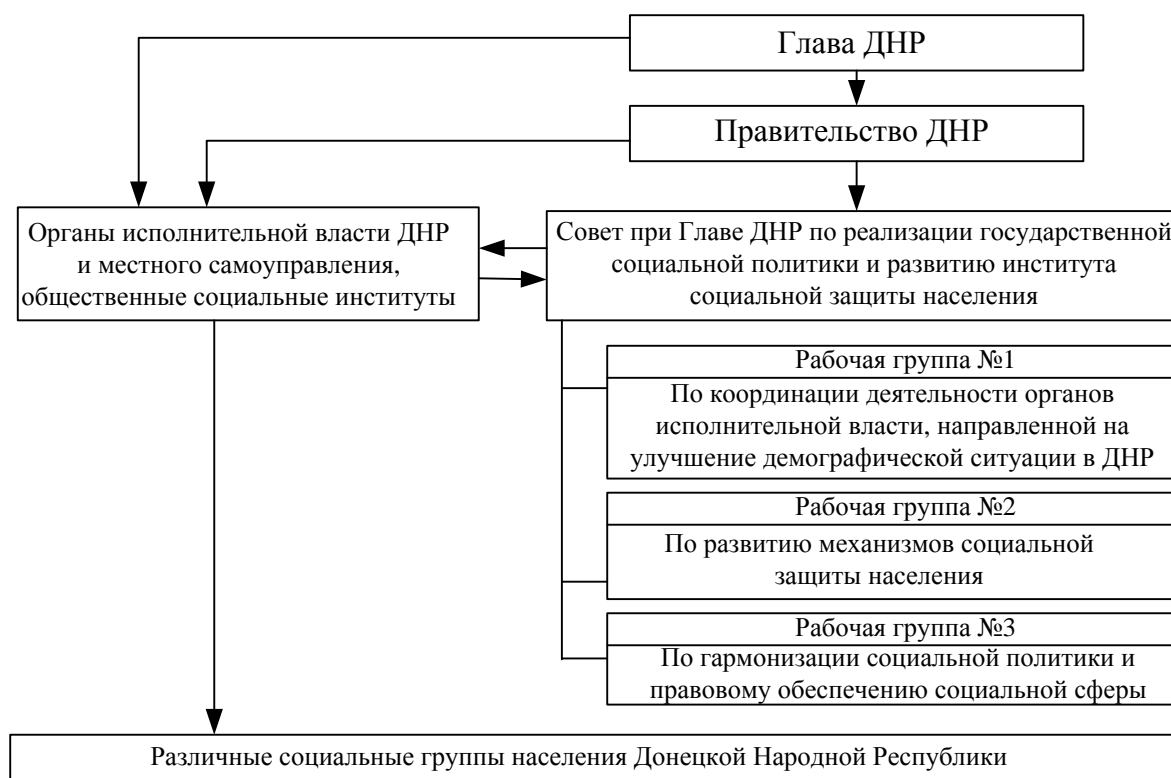 Глава ДНР
Правительство ДНР
Органы исполнительной власти ДНР
и местного самоуправления,
общественные социальные институты
Совет при Главе ДНР по реализации государственной
социальной политики и развитию института
социальной защиты населения
Рабочая группа №1
По координации деятельности органов
исполнительной власти, направленной на
улучшение демографической ситуации в ДНР
Рабочая группа №2
По развитию механизмов социальной
защиты населения
Рабочая группа №3
По гармонизации социальной политики и
правовому обеспечению социальной сферы
Различные социальные группы населения Донецкой Народной Республики